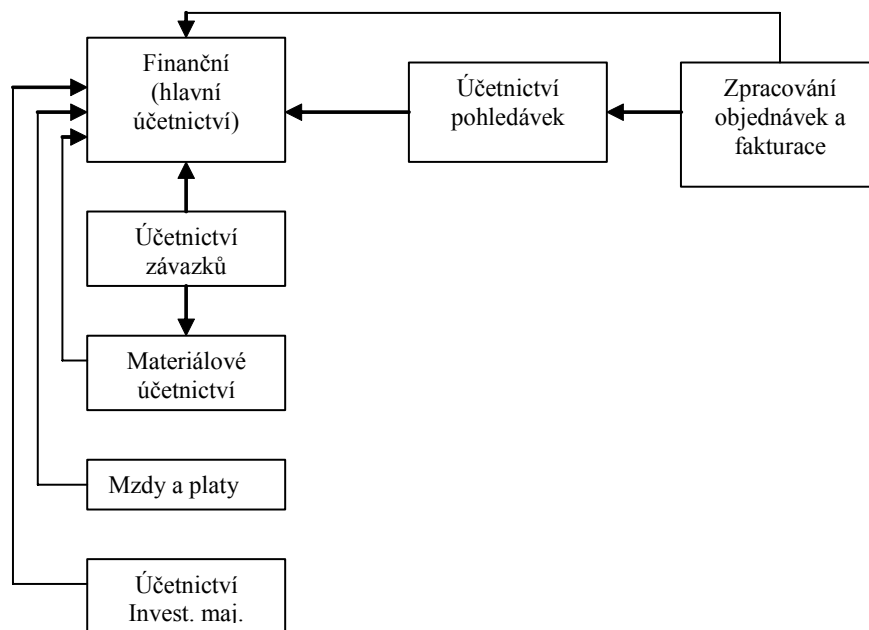 Finanční
(hlavní
účetnictví)
Účetnictví
pohledávek
Zpracování
objednávek a
fakturace
Účetnictví
závazků
Materiálové
účetnictví
Mzdy a platy
Účetnictví
Invest. maj.